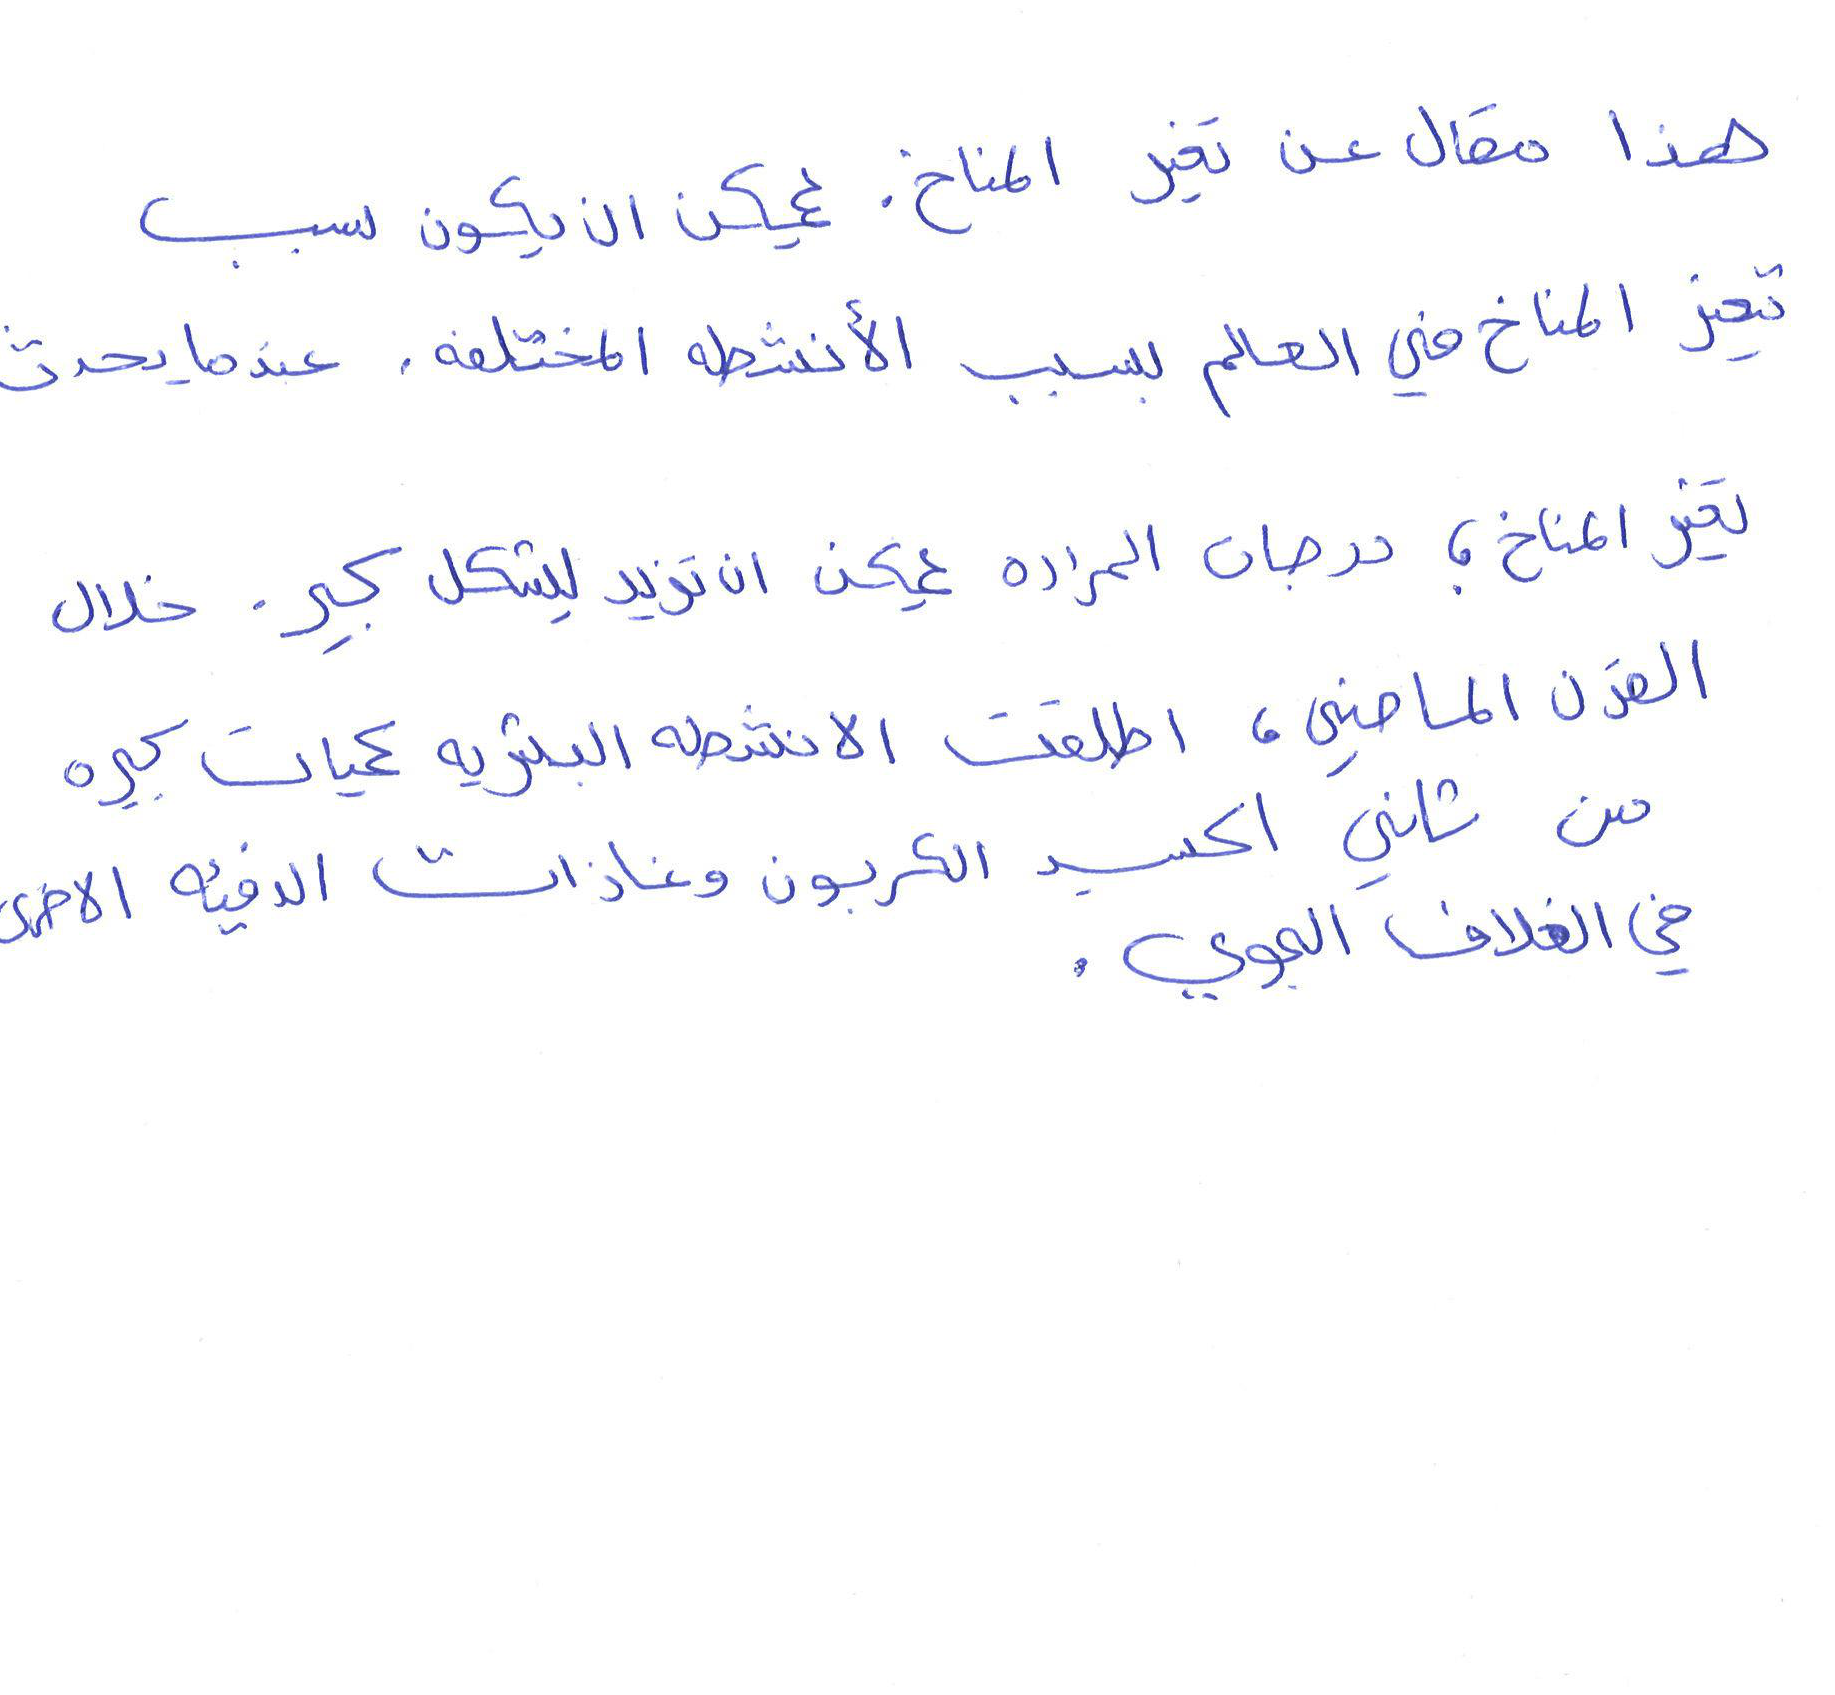 هذا مقال عن تغير المناخ. يمكن ان يكون سبب
تغير المناخ في العالم بسبب الأنشطه المختلفه. عندما يحدث
تغير المناخ، درجات الحراره يمكن ان تزيد بشكل كبير. خلال
القرن الماضي، اطلقت الانشطه البشريه كميات كبيره
من ثاني اكسيد الكربون وغازات الدفيئه الاخرى
في الغلاف الجوي.